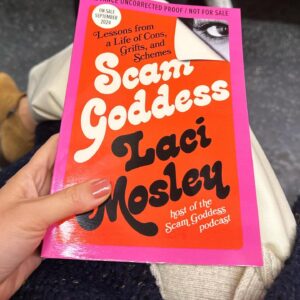 ADVANCE UNCORRECTED PROOF / NOT FOR SALE
ON SALE
SEPTEMBER
2024
Lessons from
a Life of Cons,
Grifts, and
Schemes
Scam
Goddess
Laci
Mosley
host of the
Scam Goddess
podcast